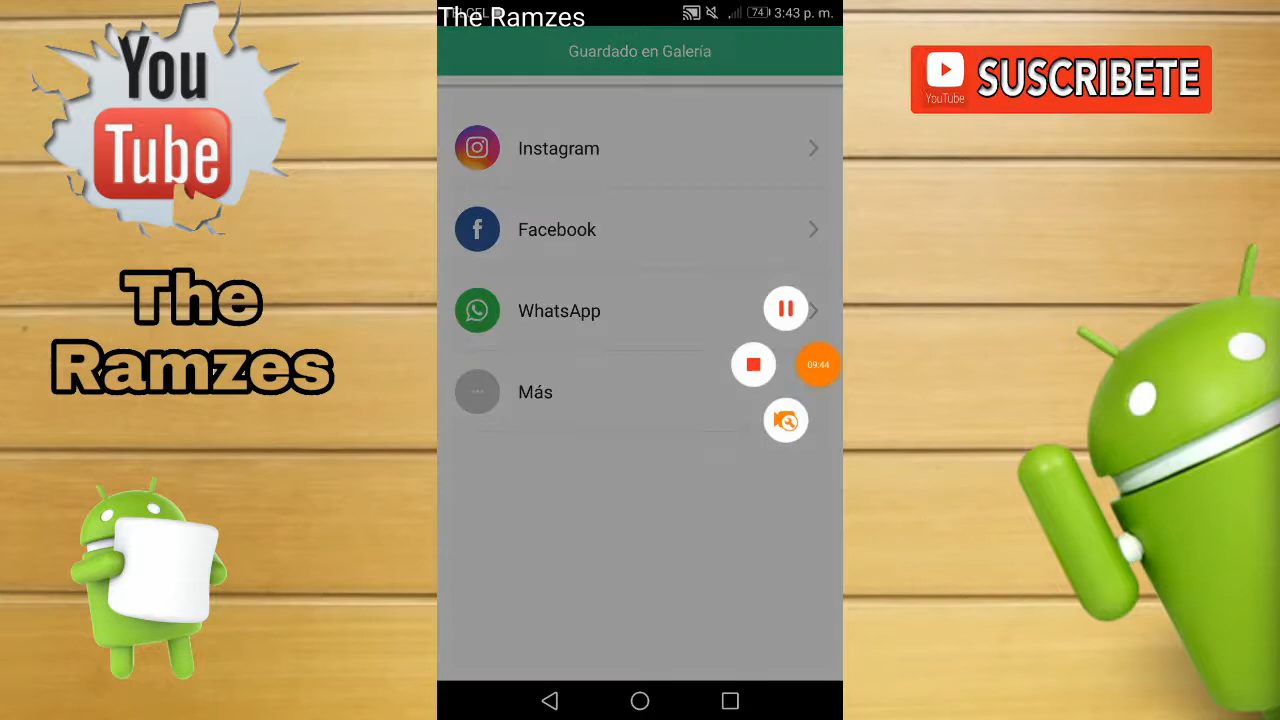 You
Tube
The
Ramzes
The Ramzes
74 3:43 p. m.
Guardado en Galería
Instagram
Facebook
WhatsApp
Más
09:44
YouTube
SUSCRIBETE